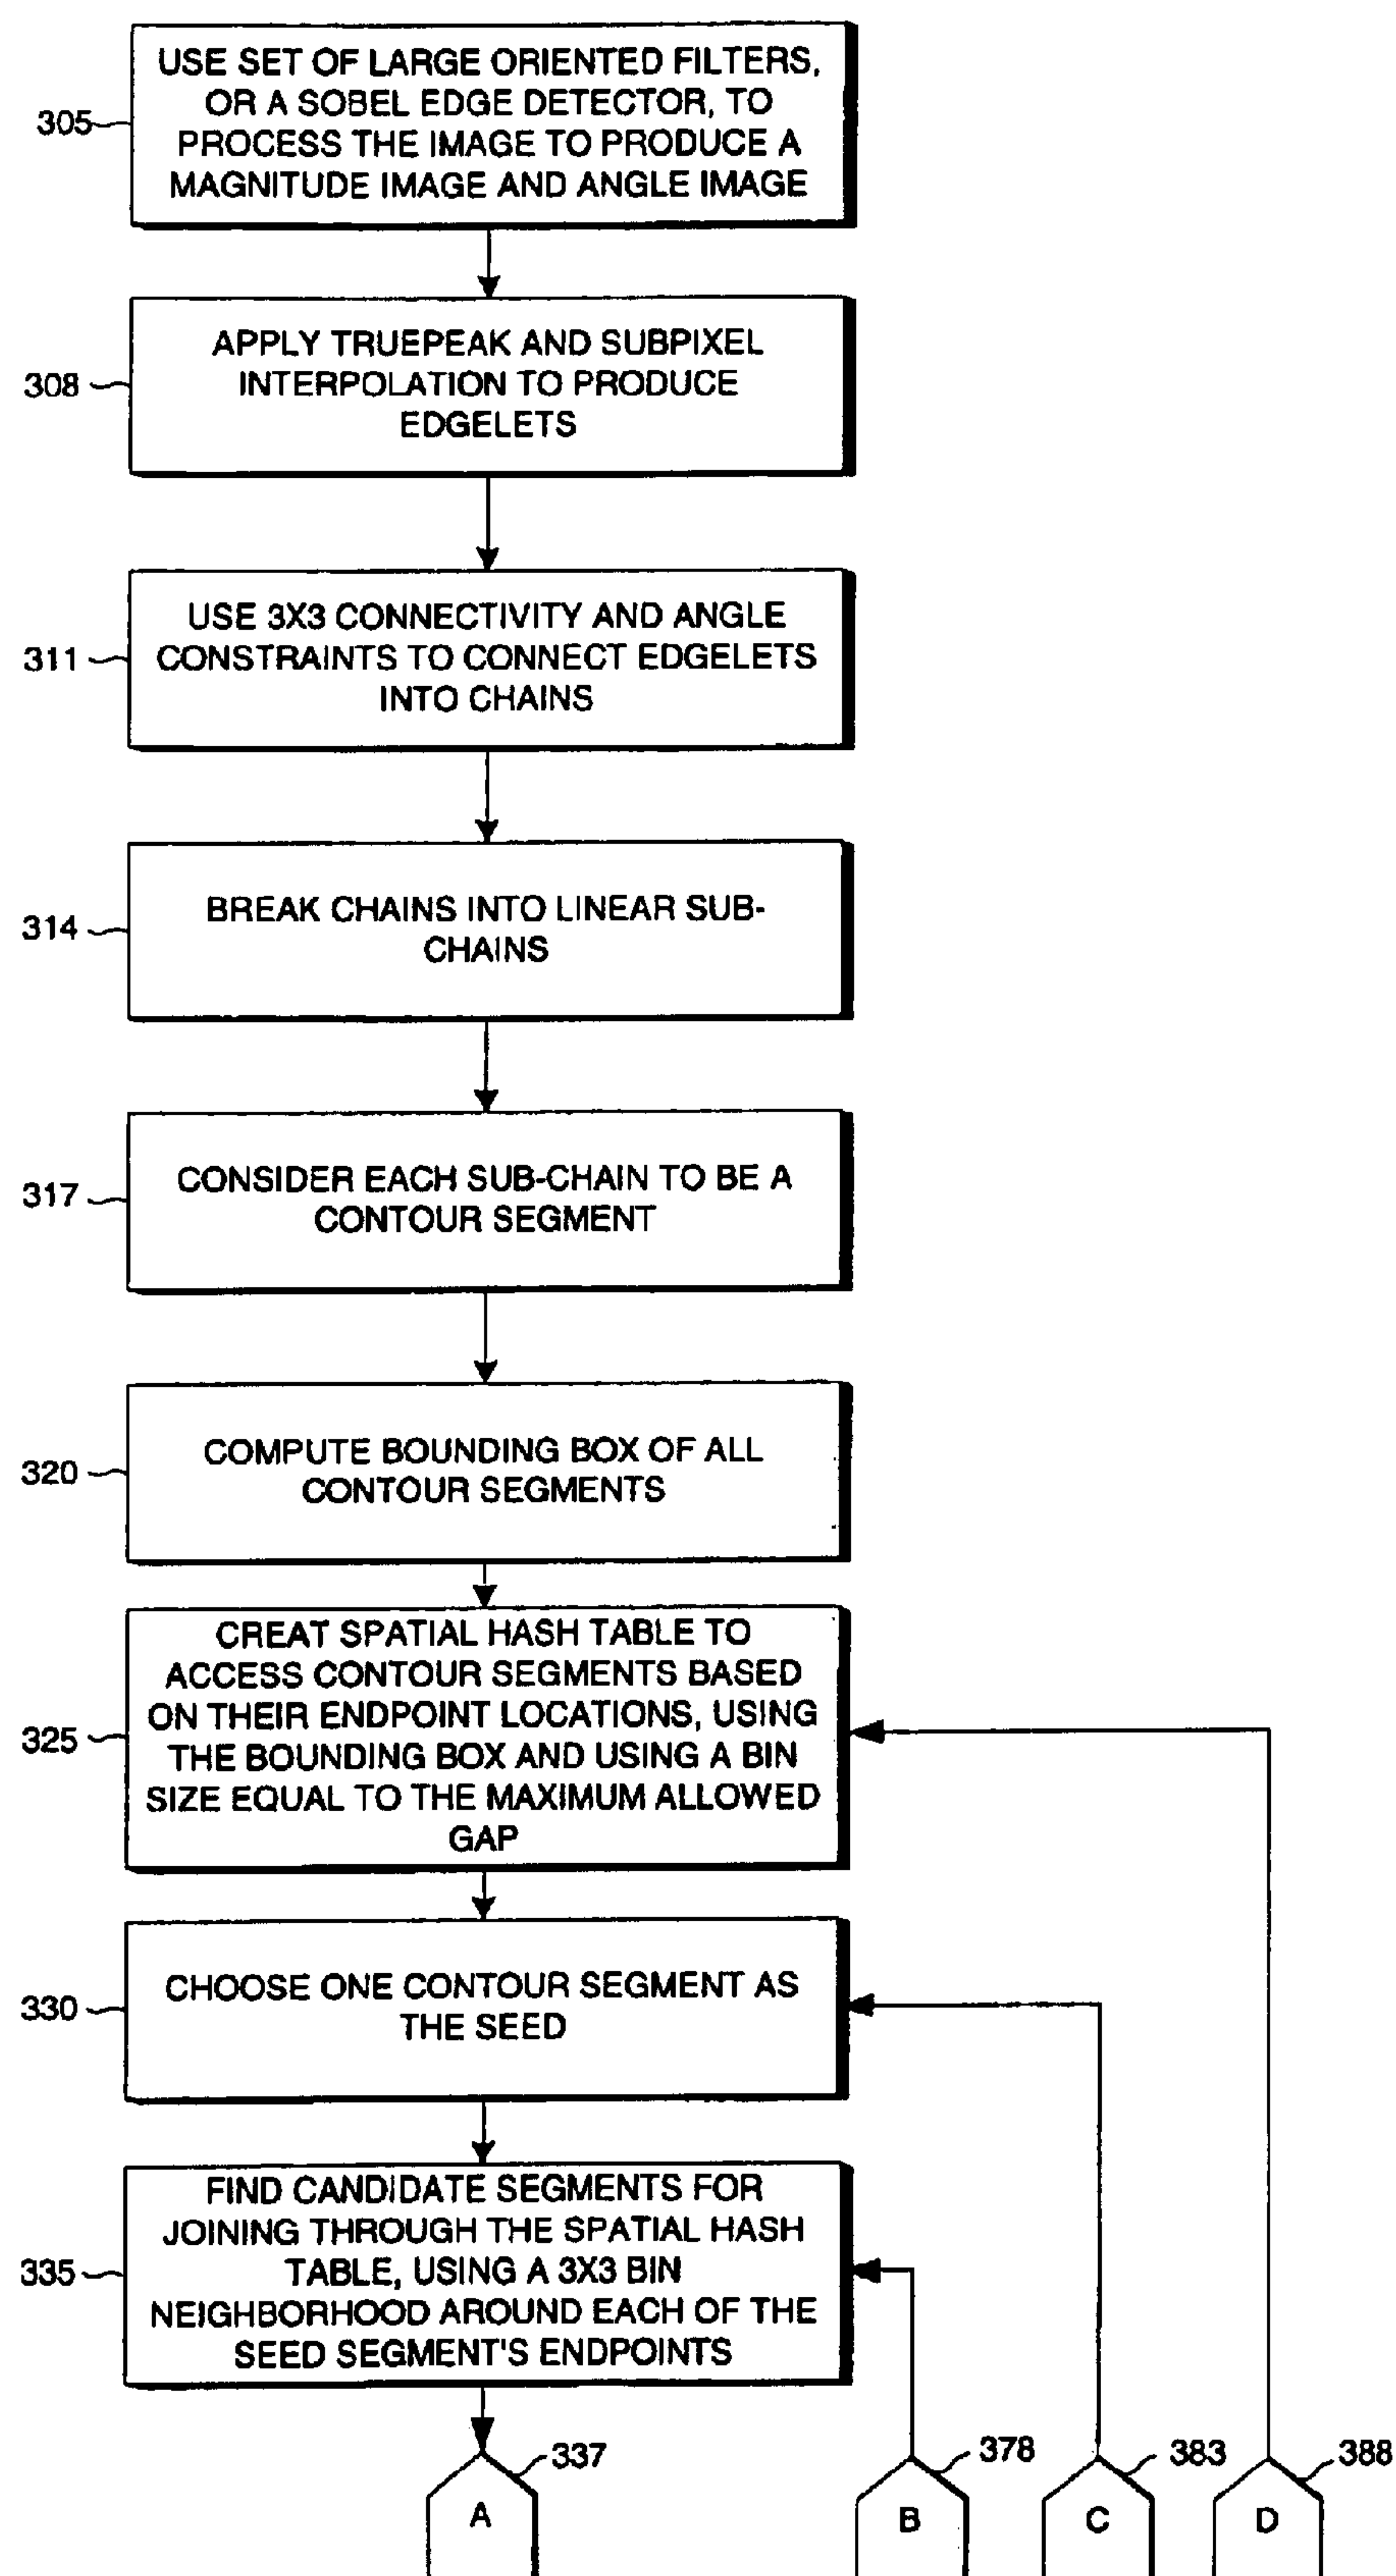 USE SET OF LARGE ORIENTED FILTERS,
OR A SOBEL EDGE DETECTOR, TO
PROCESS THE IMAGE TO PRODUCE A
MAGNITUDE IMAGE AND ANGLE IMAGE
305
APPLY TRUEPEAK AND SUBPIXEL
INTERPOLATION TO PRODUCE
EDGELETS
308
USE 3X3 CONNECTIVITY AND ANGLE
CONSTRAINTS TO CONNECT EDGELETS
INTO CHAINS
311
BREAK CHAINS INTO LINEAR SUB-
CHAINS
314
CONSIDER EACH SUB-CHAIN TO BE A
CONTOUR SEGMENT
317
COMPUTE BOUNDING BOX OF ALL
CONTOUR SEGMENTS
320
CREAT SPATIAL HASH TABLE TO
ACCESS CONTOUR SEGMENTS BASED
ON THEIR ENDPOINT LOCATIONS, USING
THE BOUNDING BOX AND USING A BIN
SIZE EQUAL TO THE MAXIMUM ALLOWED
GAP
325
CHOOSE ONE CONTOUR SEGMENT AS
THE SEED
330
FIND CANDIDATE SEGMENTS FOR
JOINING THROUGH THE SPATIAL HASH
TABLE, USING A 3X3 BIN
NEIGHBORHOOD AROUND EACH OF THE
SEED SEGMENT'S ENDPOINTS
335
337
A
378
B
383
C
388
D